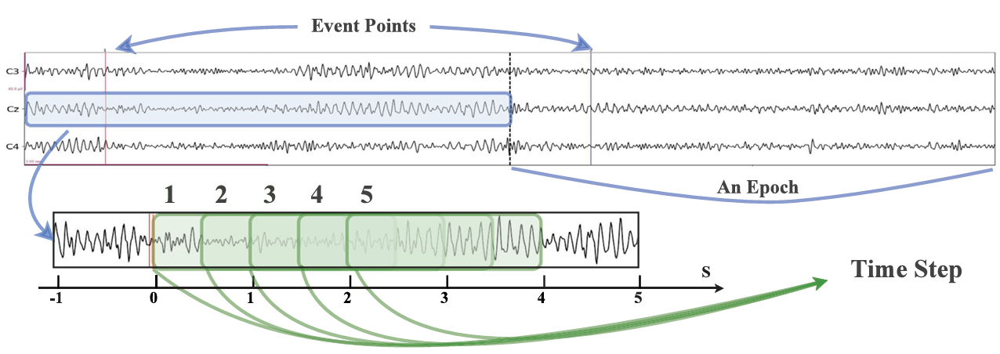 Event Points
C3
Cz
C4
An Epoch
1 2 3 4 5
Time Step
s
-1 0 1 2 3 4 5